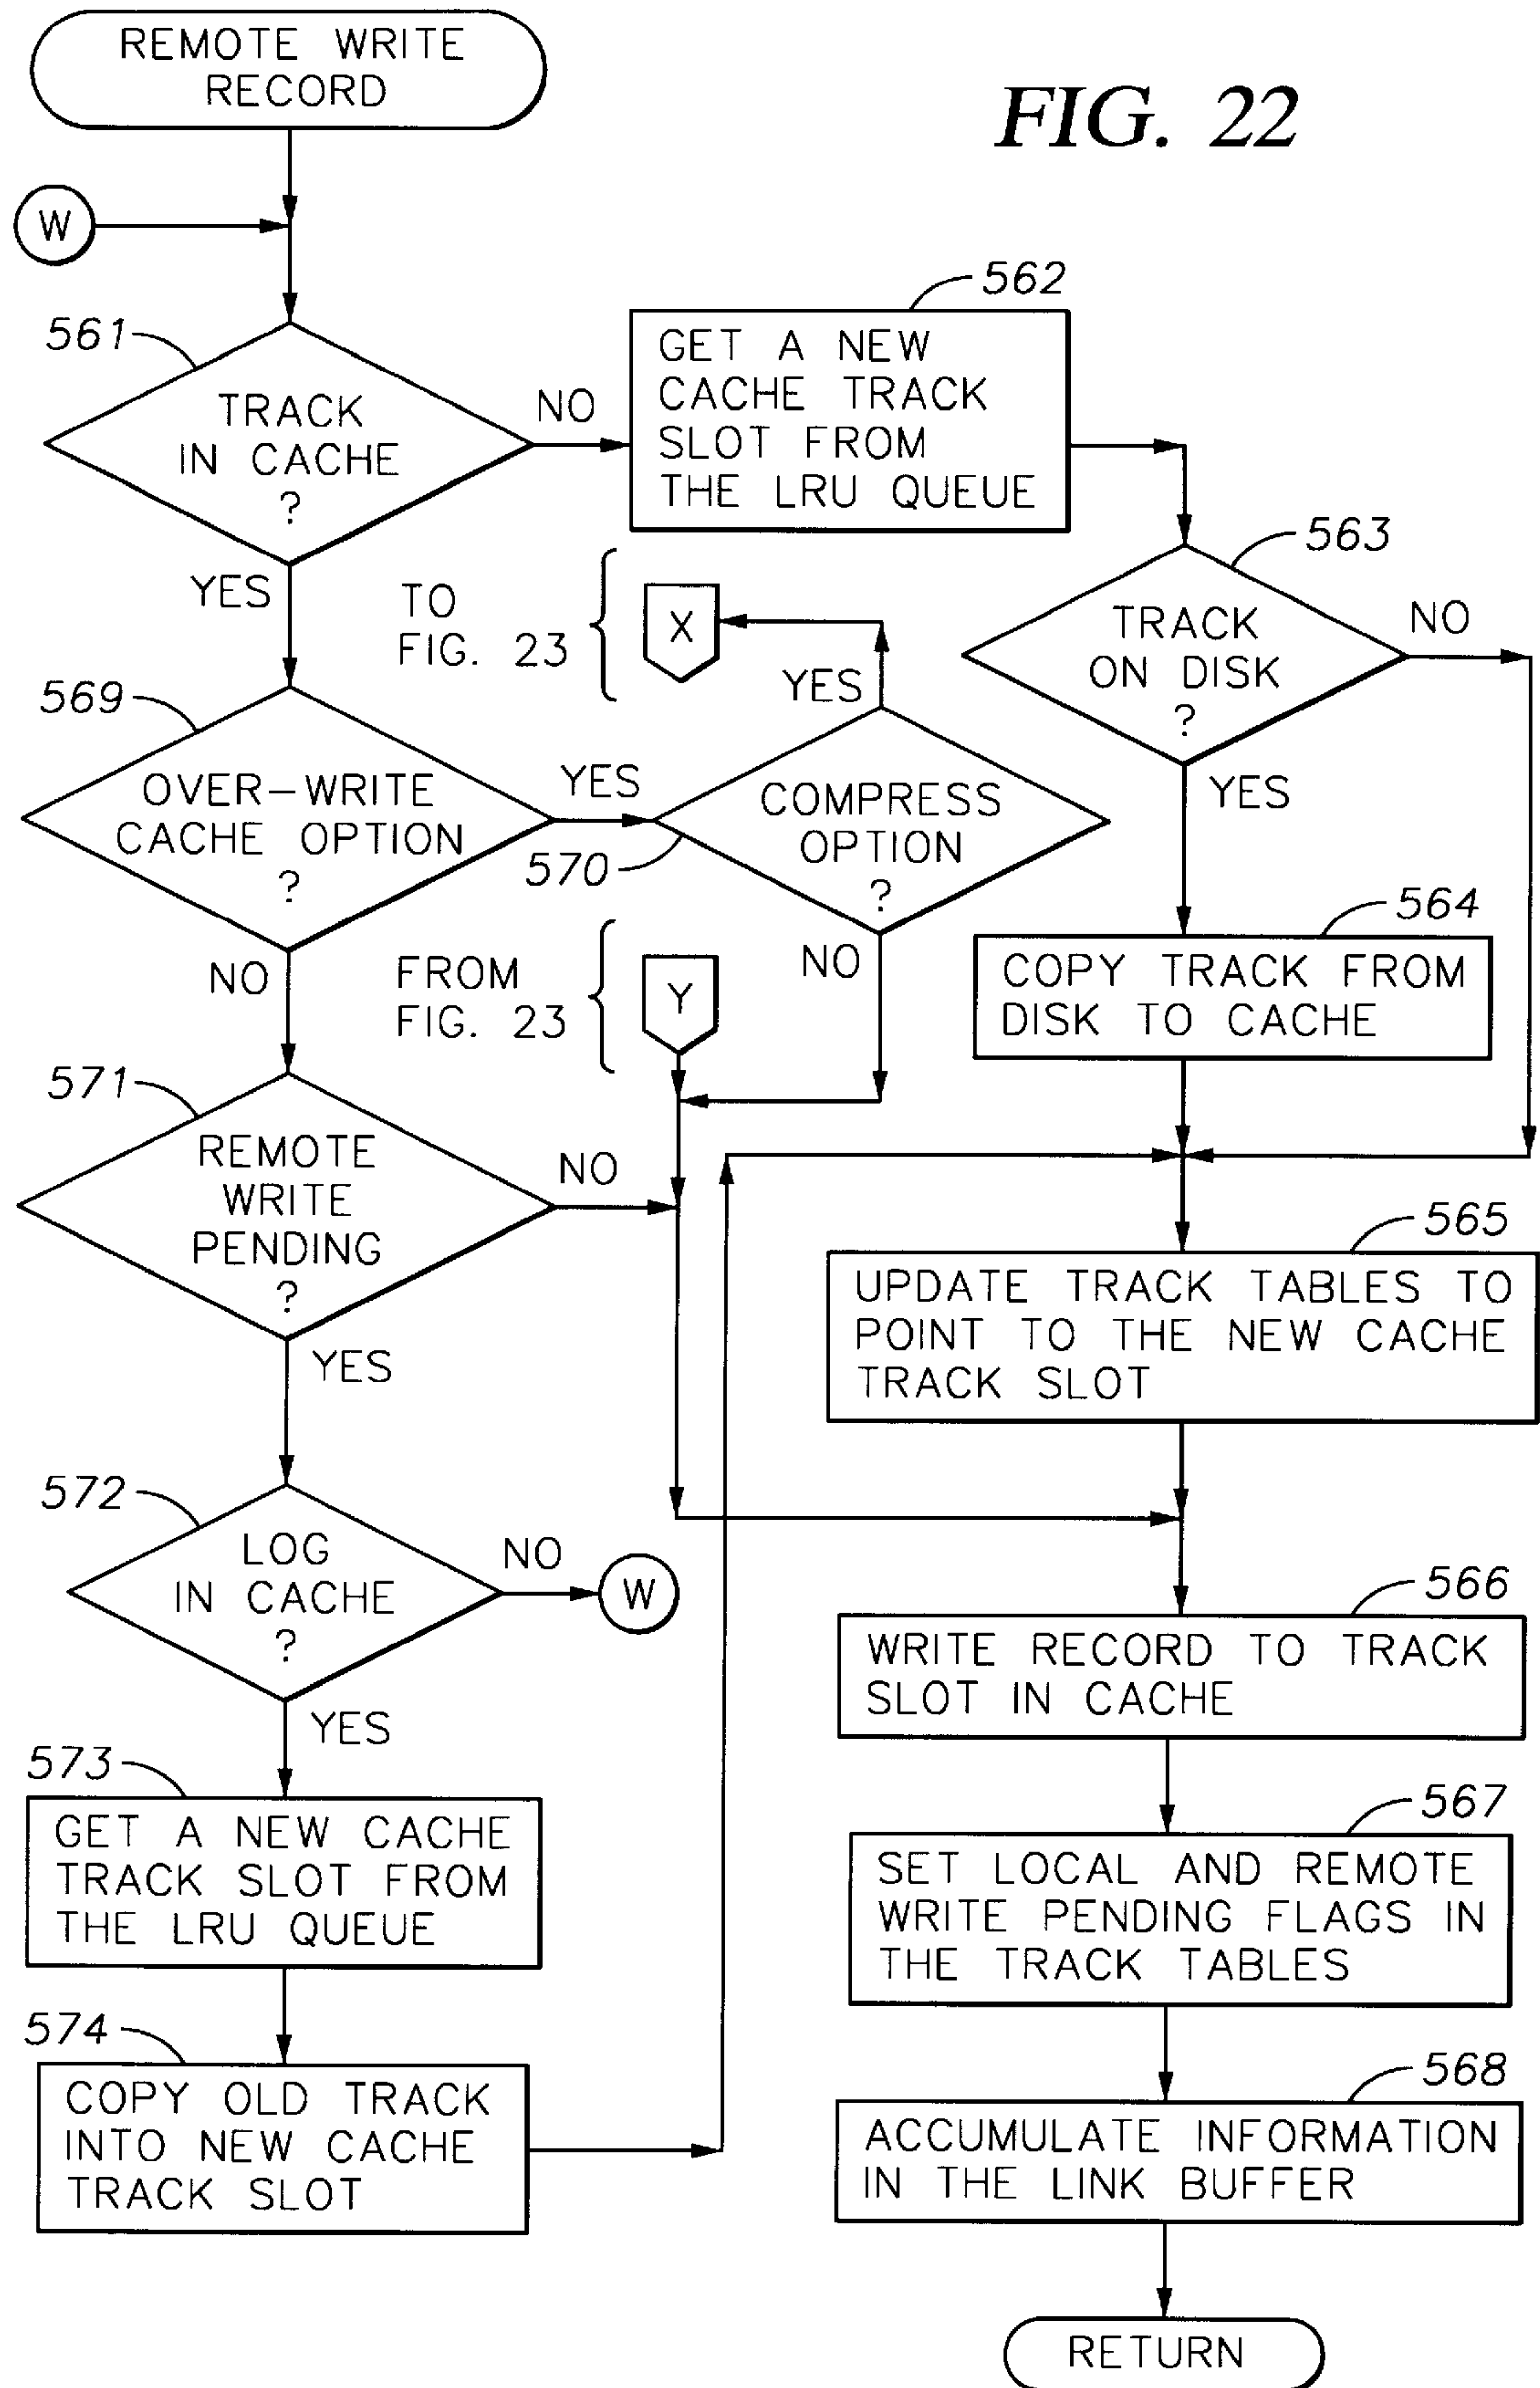 REMOTE WRITE
RECORD
FIG. 22
W
561
TRACK
IN CACHE
?
NO
YES
562
GET A NEW
CACHE TRACK
SLOT FROM
THE LRU QUEUE
563
TRACK
ON DISK
?
NO
YES
TO
FIG. 23
X
YES
569
OVER-WRITE
CACHE OPTION
?
YES
NO
570
COMPRESS
OPTION
?
NO
564
COPY TRACK FROM
DISK TO CACHE
FROM
FIG. 23
Y
571
REMOTE
WRITE
PENDING
?
NO
YES
565
UPDATE TRACK TABLES TO
POINT TO THE NEW CACHE
TRACK SLOT
572
LOG
IN CACHE
?
NO
W
YES
566
WRITE RECORD TO TRACK
SLOT IN CACHE
573
GET A NEW CACHE
TRACK SLOT FROM
THE LRU QUEUE
567
SET LOCAL AND REMOTE
WRITE PENDING FLAGS IN
THE TRACK TABLES
574
COPY OLD TRACK
INTO NEW CACHE
TRACK SLOT
568
ACCUMULATE INFORMATION
IN THE LINK BUFFER
RETURN